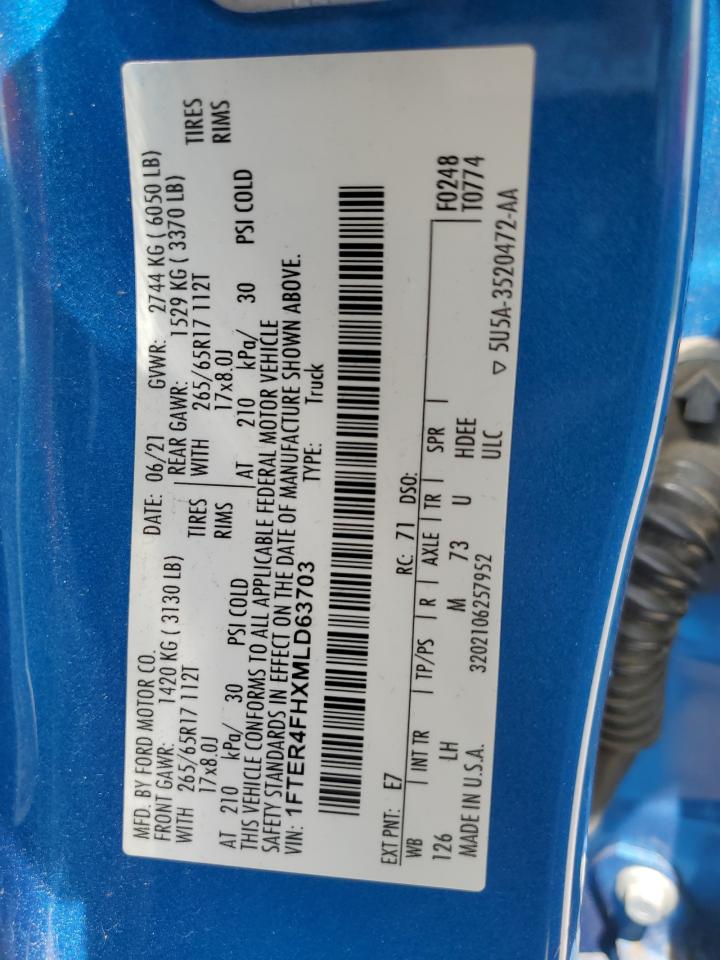 MFD. BY FORD MOTOR CO. DATE: 06/21 GVWR: 2744 KG ( 6050 LB)
FRONT GAWR: 1420 KG ( 3130 LB) REAR GAWR: 1529 KG ( 3370 LB)
WITH 265/65R17 112T TIRES WITH 265/65R17 112T TIRES
17x8.0J RIMS 17x8.0J RIMS
AT 210 kPa/ 30 PSI COLD AT 210 kPa/ 30 PSI COLD
THIS VEHICLE CONFORMS TO ALL APPLICABLE FEDERAL MOTOR VEHICLE
SAFETY STANDARDS IN EFFECT ON THE DATE OF MANUFACTURE SHOWN ABOVE.
VIN: 1FTER4FHXMLD63703 TYPE: Truck
EXT PNT: E7 RC: 71 DSO: F0248
WB INT TR TP/PS R AXLE TR SPR T0774
126 LH M 73 U HDEE
MADE IN U.S.A. 3202106257952 ULC
▽ 5U5A-3520472-AA